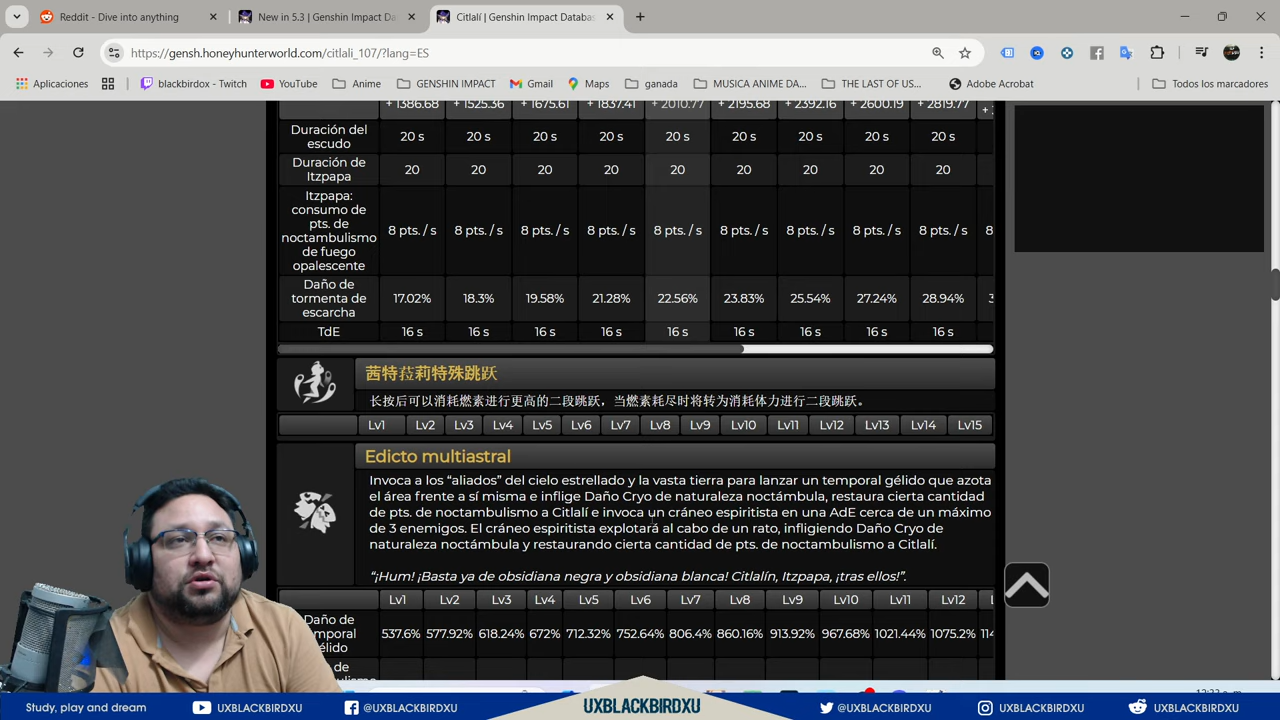 Reddit - Dive into anything
New in 5.3 | Genshin Impact Da
Citlalí | Genshin Impact Databas
https://gensh.honeyhunterworld.com/citlali_107/?lang=ES
Aplicaciones
blackbirdox - Twitch
YouTube
Anime
GENSHIN IMPACT
Gmail
Maps
ganada
MUSICA ANIME DA...
THE LAST OF US...
Adobe Acrobat
Todos los marcadores
+ 1386.68 + 1525.36 + 1675.61 + 1837.41 + 2010.77 + 2195.68 + 2392.16 + 2600.19 + 2819.77 +
Duración del
escudo
20 s 20 s 20 s 20 s 20 s 20 s 20 s 20 s 20 s
Duración de
Itzpapa
20 20 20 20 20 20 20 20 20
Itzpapa:
consumo de
pts. de
noctambulismo
de fuego
opalescente
8 pts. / s 8 pts. / s 8 pts. / s 8 pts. / s 8 pts. / s 8 pts. / s 8 pts. / s 8 pts. / s 8 pts. / s 8
Daño de
tormenta de
escarcha
17.02% 18.3% 19.58% 21.28% 22.56% 23.83% 25.54% 27.24% 28.94% 3
TdE 16 s 16 s 16 s 16 s 16 s 16 s 16 s 16 s 16 s
茜特菈莉特殊跳跃
长按后可以消耗燃素进行更高的二段跳跃，当燃素耗尽时将转为消耗体力进行二段跳跃。
Lv1 Lv2 Lv3 Lv4 Lv5 Lv6 Lv7 Lv8 Lv9 Lv10 Lv11 Lv12 Lv13 Lv14 Lv15
Edicto multiastral
Invoca a los “aliados” del cielo estrellado y la vasta tierra para lanzar un temporal gélido que azota
el área frente a sí misma e inflige Daño Cryo de naturaleza noctámbula, restaura cierta cantidad
de pts. de noctambulismo a Citlalí e invoca un cráneo espiritista en una AdE cerca de un máximo
de 3 enemigos. El cráneo espiritista explotará al cabo de un rato, infligiendo Daño Cryo de
naturaleza noctámbula y restaurando cierta cantidad de pts. de noctambulismo a Citlalí.
“¡Hum! ¡Basta ya de obsidiana negra y obsidiana blanca! Citlalín, Itzpapa, ¡tras ellos!”.
Lv1 Lv2 Lv3 Lv4 Lv5 Lv6 Lv7 Lv8 Lv9 Lv10 Lv11 Lv12 L
Daño de
temporal
gélido
537.6% 577.92% 618.24% 672% 712.32% 752.64% 806.4% 860.16% 913.92% 967.68% 1021.44% 1075.2% 114
Study, play and dream
UXBLACKBIRDXU
@UXBLACKBIRDXU
UXBLACKBIRDXU
@UXBLACKBIRDXU
UXBLACKBIRDXU
UXBLACKBIRDXU